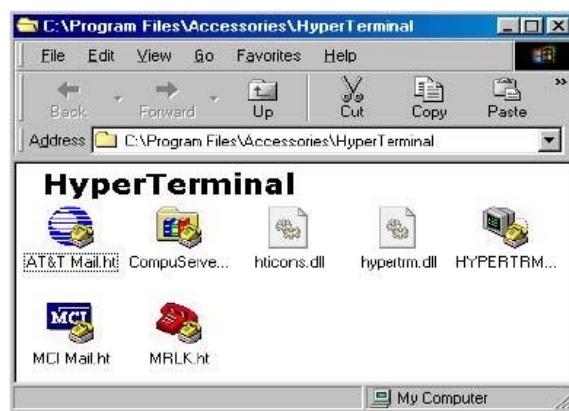 C:\Program Files\Accessories\HyperTerminal
File Edit View Go Favorites Help
Back Forward Up Cut Copy Paste »
Address C:\Program Files\Accessories\HyperTerminal
HyperTerminal
AT&T Mail.ht CompuServe... hticons.dll hypertrm.dll HYPERTRM...
MCI
MCI Mail.ht MRLK.ht
My Computer